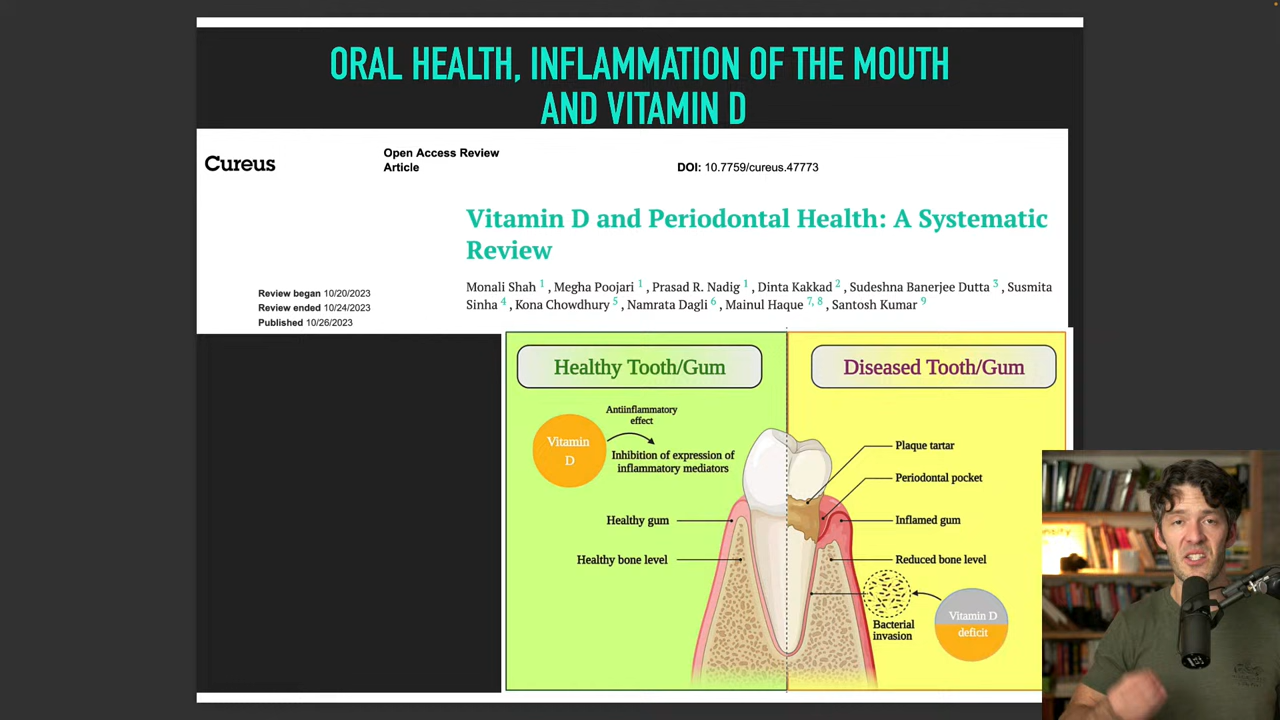 ORAL HEALTH, INFLAMMATION OF THE MOUTH
AND VITAMIN D
Cureus
Open Access Review
Article
DOI: 10.7759/cureus.47773
Vitamin D and Periodontal Health: A Systematic
Review
Monali Shah 1 , Megha Poojari 1 , Prasad R. Nadig 1 , Dinta Kakkad 2 , Sudeshna Banerjee Dutta 3 , Susmita
Sinha 4 , Kona Chowdhury 5 , Namrata Dagli 6 , Mainul Haque 7, 8 , Santosh Kumar 9
Review began 10/20/2023
Review ended 10/24/2023
Published 10/26/2023
Healthy Tooth/Gum
Antiinflammatory
effect
Vitamin
D
Inhibition of expression of
inflammatory mediators
Healthy gum
Healthy bone level
Diseased Tooth/Gum
Plaque tartar
Periodontal pocket
Inflamed gum
Reduced bone level
Bacterial
invasion
Vitamin D
deficit